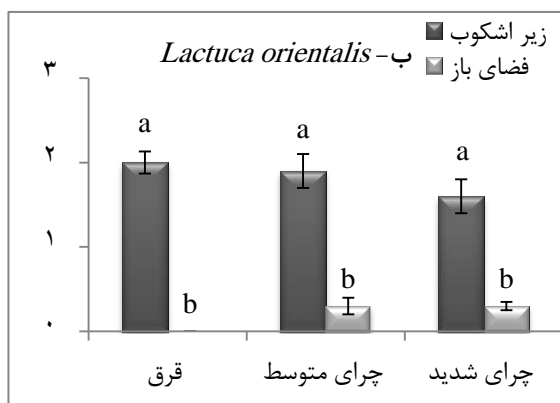 زیر اشکوب
فضای باز
ب- Lactuca orientalis
۳
۲
۱
۰
a
b
a
b
a
b
قرق
چرای متوسط
چرای شدید